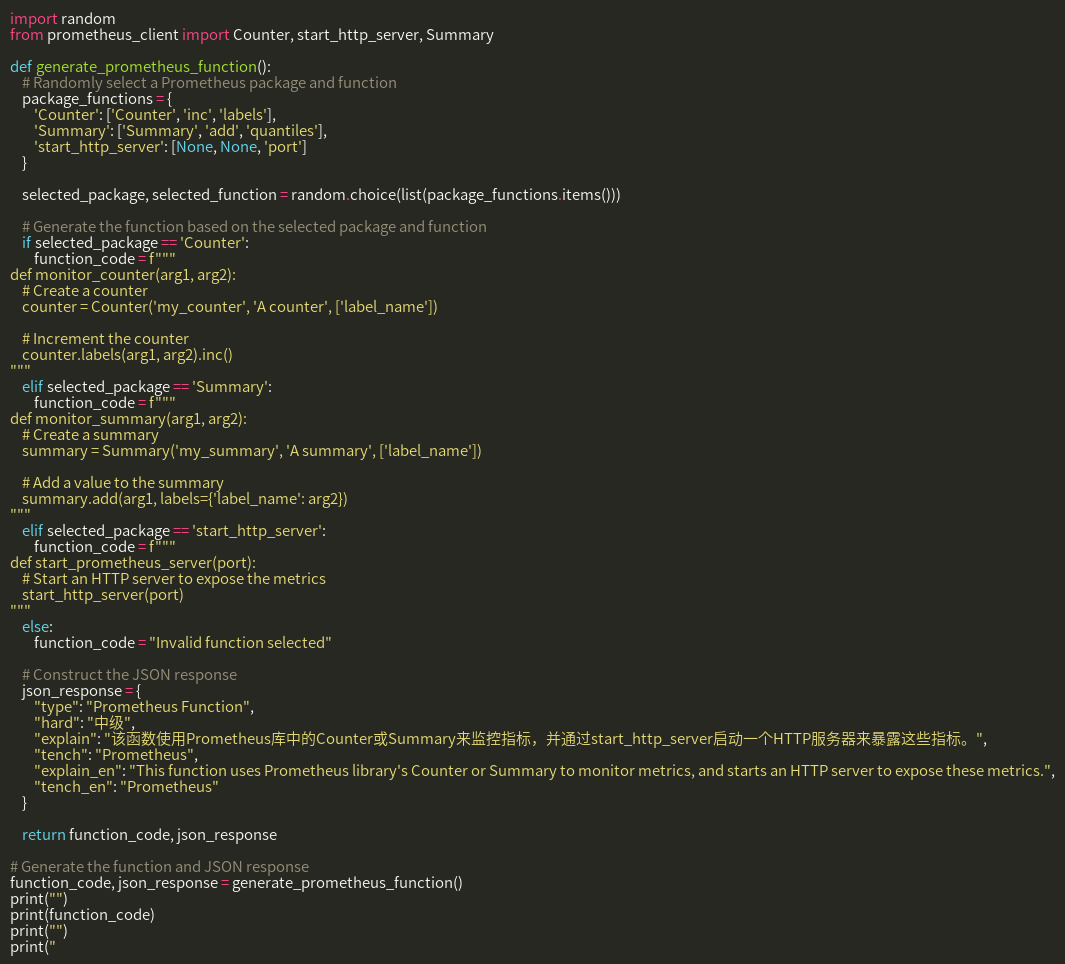 import random
from prometheus_client import Counter, start_http_server, Summary

def generate_prometheus_function():
    # Randomly select a Prometheus package and function
    package_functions = {
        'Counter': ['Counter', 'inc', 'labels'],
        'Summary': ['Summary', 'add', 'quantiles'],
        'start_http_server': [None, None, 'port']
    }

    selected_package, selected_function = random.choice(list(package_functions.items()))

    # Generate the function based on the selected package and function
    if selected_package == 'Counter':
        function_code = f"""
def monitor_counter(arg1, arg2):
    # Create a counter
    counter = Counter('my_counter', 'A counter', ['label_name'])

    # Increment the counter
    counter.labels(arg1, arg2).inc()
"""
    elif selected_package == 'Summary':
        function_code = f"""
def monitor_summary(arg1, arg2):
    # Create a summary
    summary = Summary('my_summary', 'A summary', ['label_name'])

    # Add a value to the summary
    summary.add(arg1, labels={'label_name': arg2})
"""
    elif selected_package == 'start_http_server':
        function_code = f"""
def start_prometheus_server(port):
    # Start an HTTP server to expose the metrics
    start_http_server(port)
"""
    else:
        function_code = "Invalid function selected"

    # Construct the JSON response
    json_response = {
        "type": "Prometheus Function",
        "hard": "中级",
        "explain": "该函数使用Prometheus库中的Counter或Summary来监控指标，并通过start_http_server启动一个HTTP服务器来暴露这些指标。",
        "tench": "Prometheus",
        "explain_en": "This function uses Prometheus library's Counter or Summary to monitor metrics, and starts an HTTP server to expose these metrics.",
        "tench_en": "Prometheus"
    }

    return function_code, json_response

# Generate the function and JSON response
function_code, json_response = generate_prometheus_function()
print("")
print(function_code)
print("")
print("